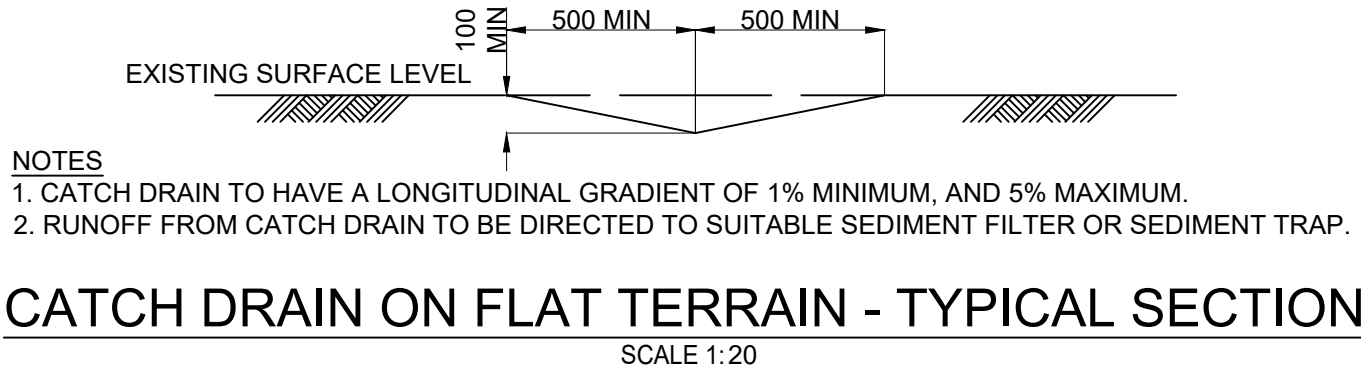 100
MIN
500 MIN 500 MIN
EXISTING SURFACE LEVEL
NOTES
1. CATCH DRAIN TO HAVE A LONGITUDINAL GRADIENT OF 1% MINIMUM, AND 5% MAXIMUM.
2. RUNOFF FROM CATCH DRAIN TO BE DIRECTED TO SUITABLE SEDIMENT FILTER OR SEDIMENT TRAP.
CATCH DRAIN ON FLAT TERRAIN - TYPICAL SECTION
SCALE 1:20